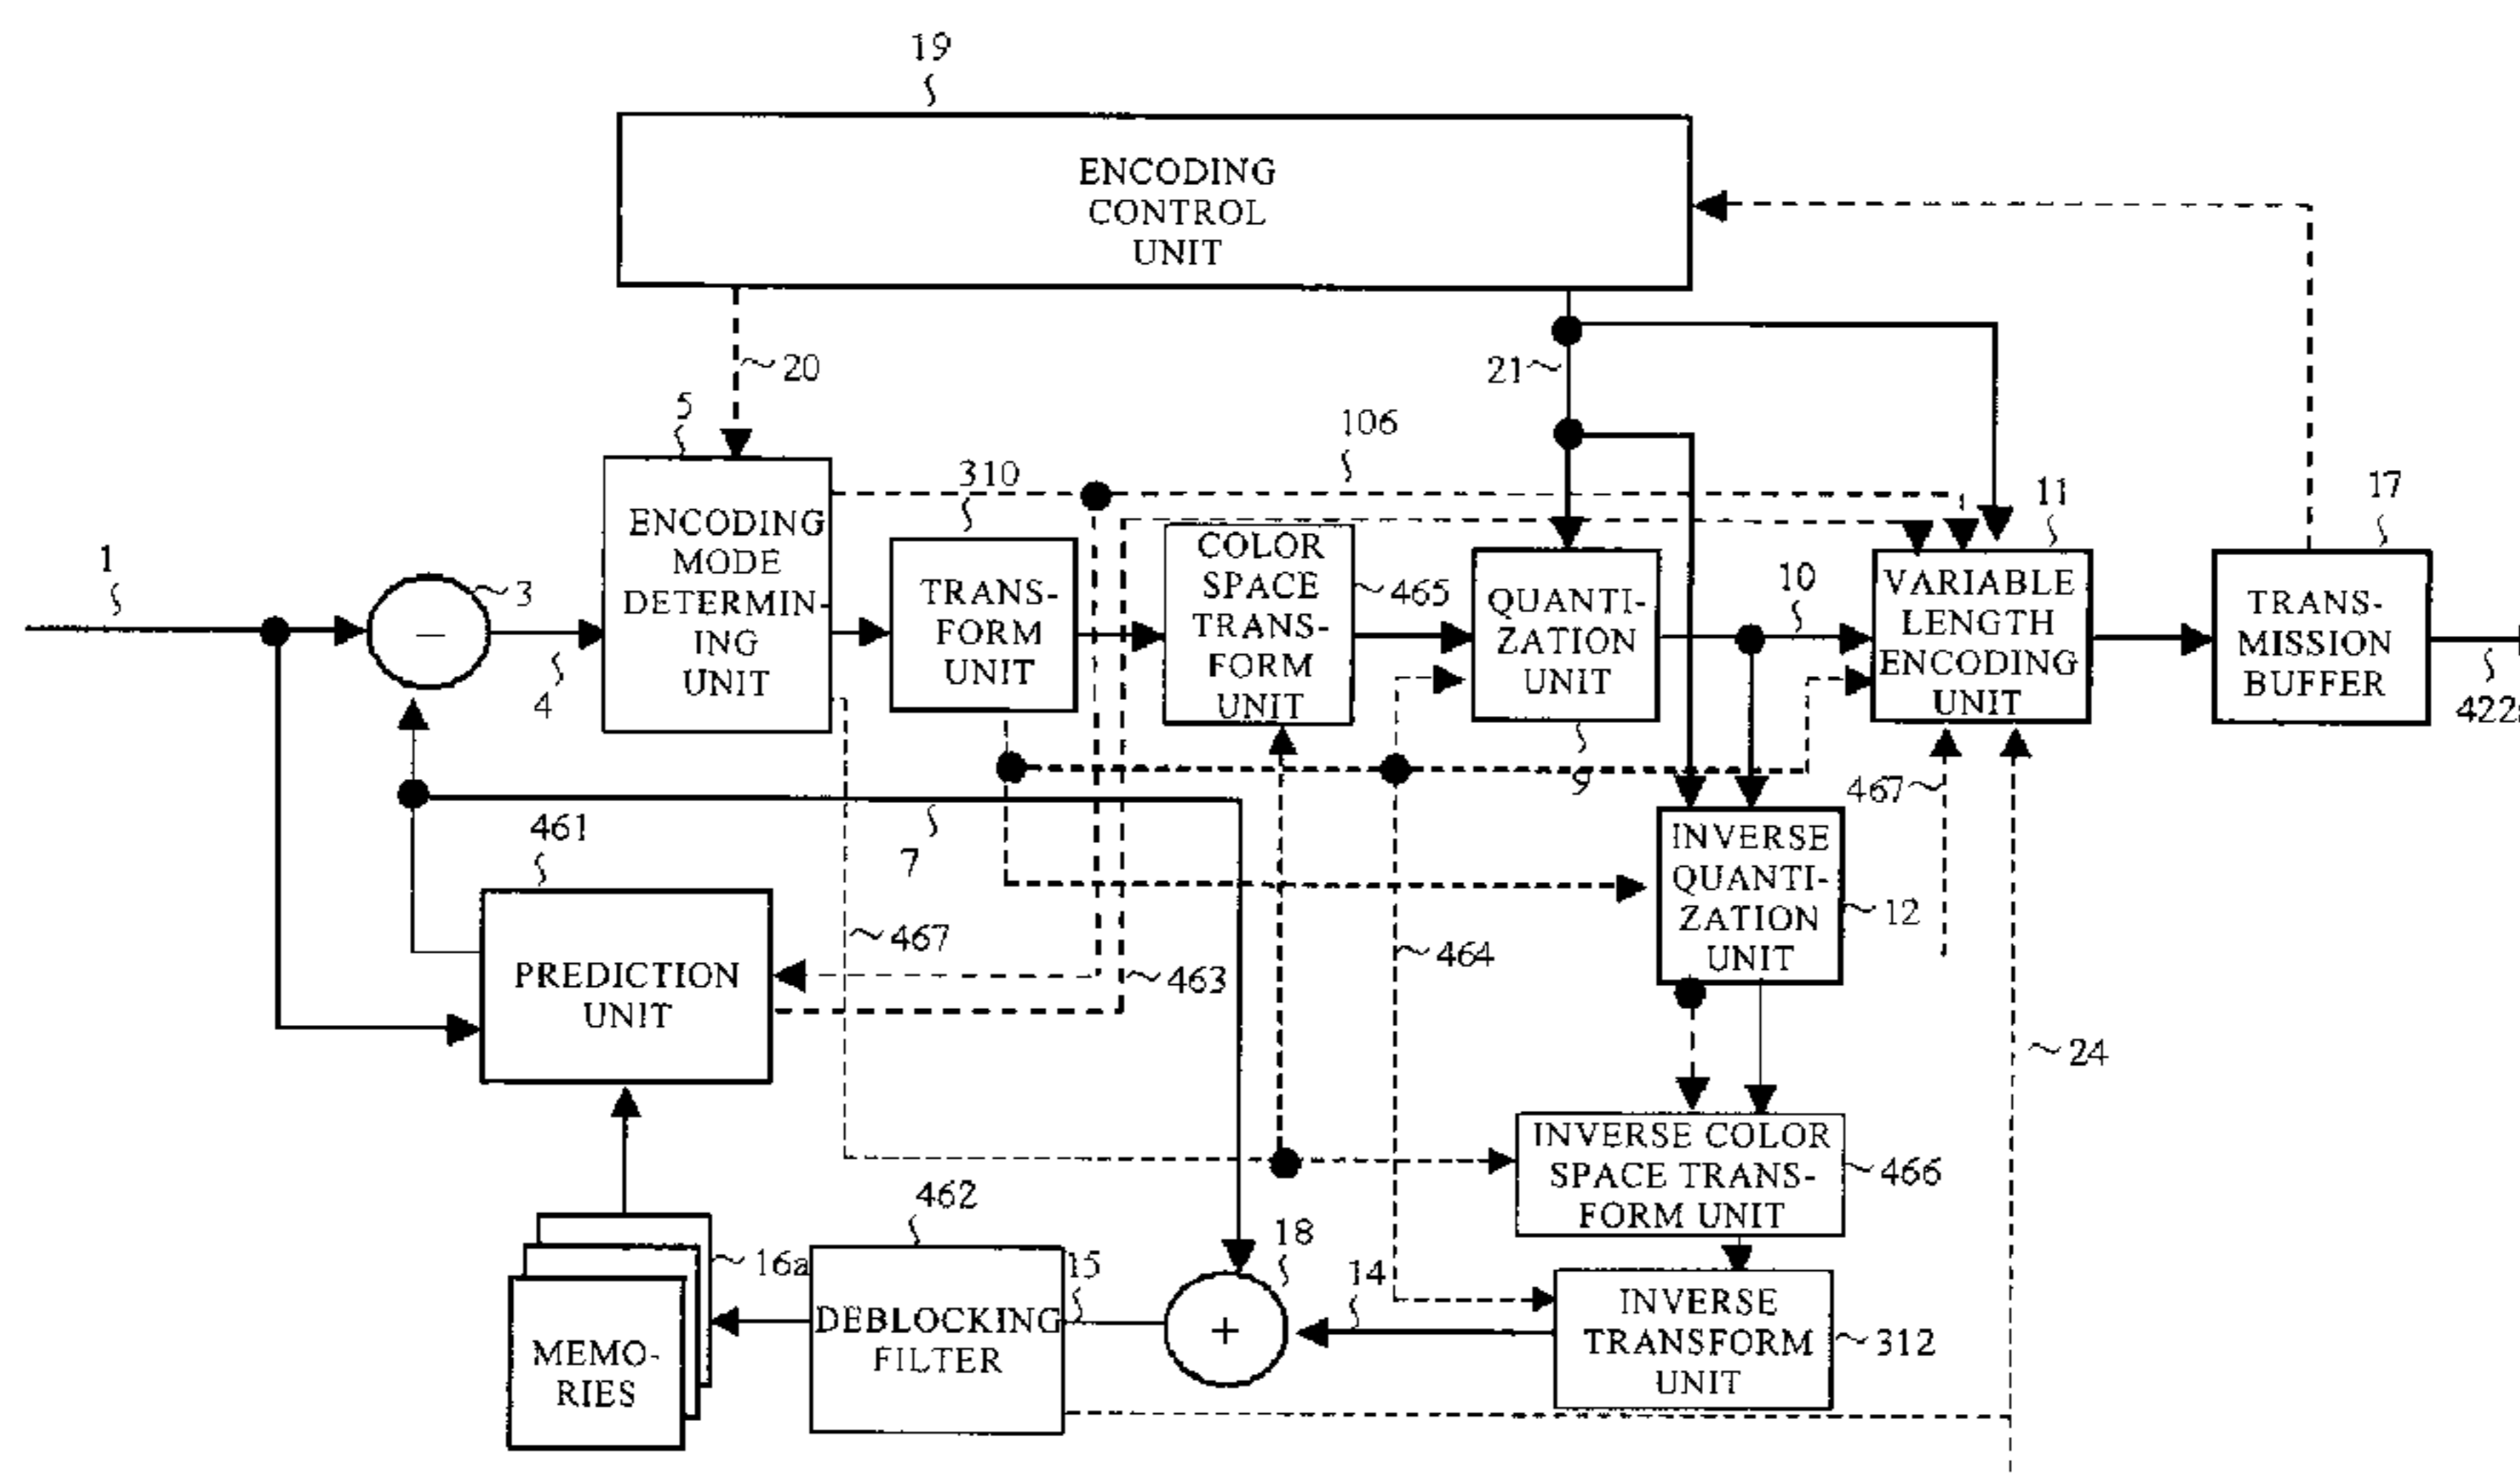 19
ENCODING
CONTROL
UNIT
20
21
5
106
310
11
17
1
3
ENCODING
MODE
DETERMIN-
ING
UNIT
TRANS-
FORM
UNIT
COLOR
SPACE
TRANS-
FORM
UNIT
465
QUANTI-
ZATION
UNIT
10
VARIABLE
LENGTH
ENCODING
UNIT
TRANS-
MISSION
BUFFER
–
4
9
467
461
7
INVERSE
QUANTI-
ZATION
UNIT
12
467
463
464
PREDICTION
UNIT
24
462
INVERSE COLOR
SPACE TRANS-
FORM UNIT
466
16a
15
18
14
MEMO-
RIES
DEBLOCKING
FILTER
+
INVERSE
TRANSFORM
UNIT
312